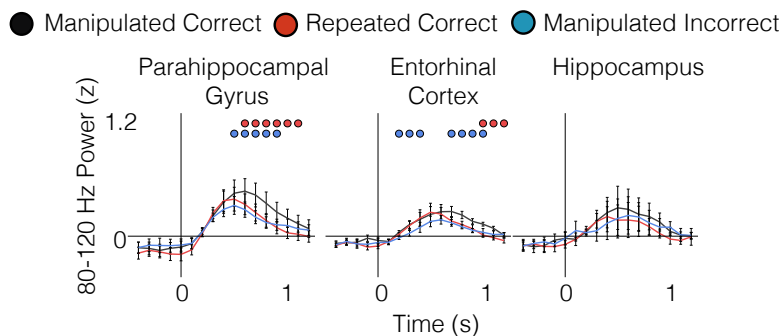 Manipulated Correct Repeated Correct Manipulated Incorrect
Parahippocampal
Gyrus
Entorhinal
Cortex
Hippocampus
80-120 Hz Power (z)
1.2
0
0 1 0 1 0 1
Time (s)